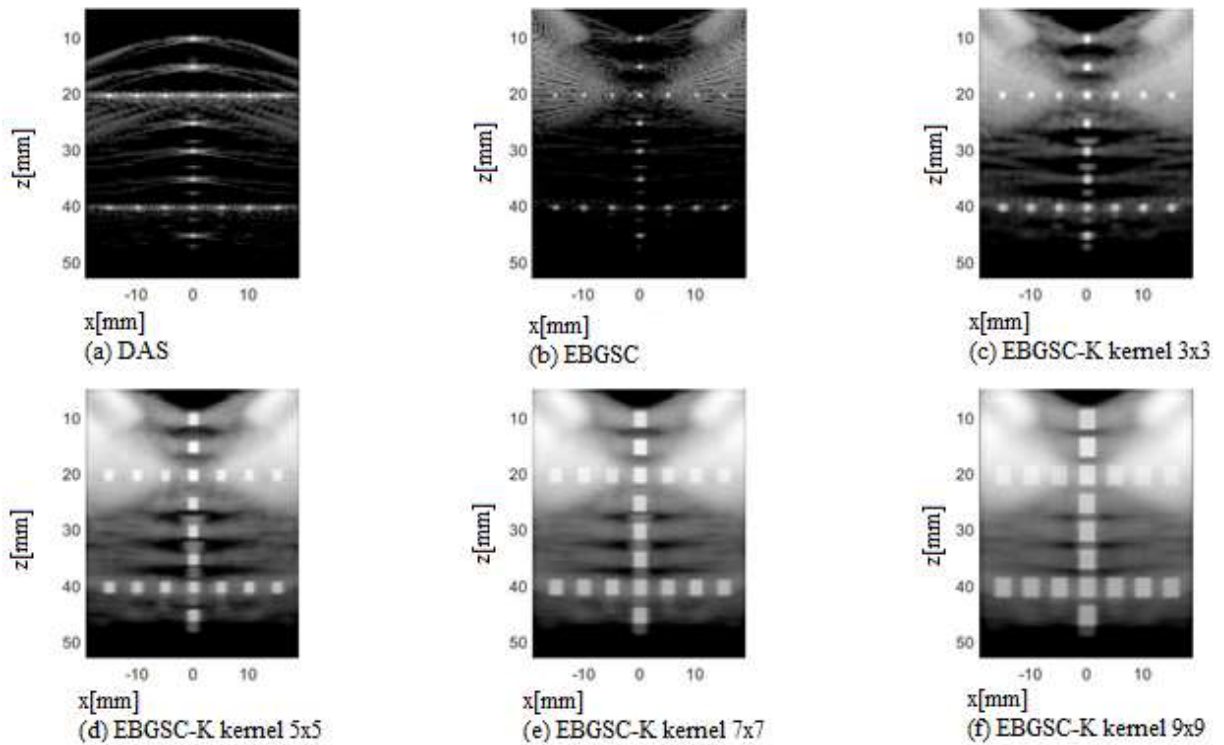 10
20
30
40
50
z[mm]
-10 0 10
x[mm]
(a) DAS
10
20
30
40
50
z[mm]
-10 0 10
x[mm]
(b) EBGSC
10
20
30
40
50
z[mm]
-10 0 10
x[mm]
(c) EBGSC-K kernel 3x3
10
20
30
40
50
z[mm]
-10 0 10
x[mm]
(d) EBGSC-K kernel 5x5
10
20
30
40
50
z[mm]
-10 0 10
x[mm]
(e) EBGSC-K kernel 7x7
10
20
30
40
50
z[mm]
-10 0 10
x[mm]
(f) EBGSC-K kernel 9x9